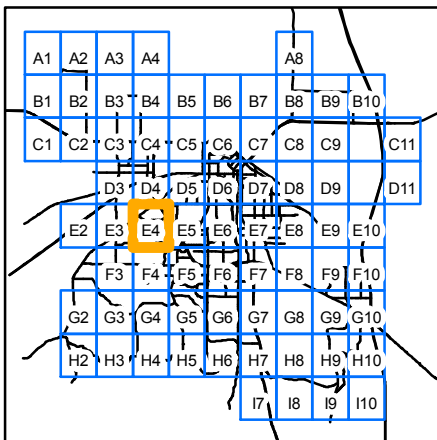 A1 A2 A3 A4 A8
B1 B2 B3 B4 B5 B6 B7 B8 B9 B10
C1 C2 C3 C4 C5 C6 C7 C8 C9 C11
D3 D4 D5 D6 D7 D8 D9 D11
E2 E3 E4 E5 E6 E7 E8 E9 E10
F3 F4 F5 F6 F7 F8 F9 F10
G2 G3 G4 G5 G6 G7 G8 G9 G10
H2 H3 H4 H5 H6 H7 H8 H9 H10
I7 I8 I9 I10